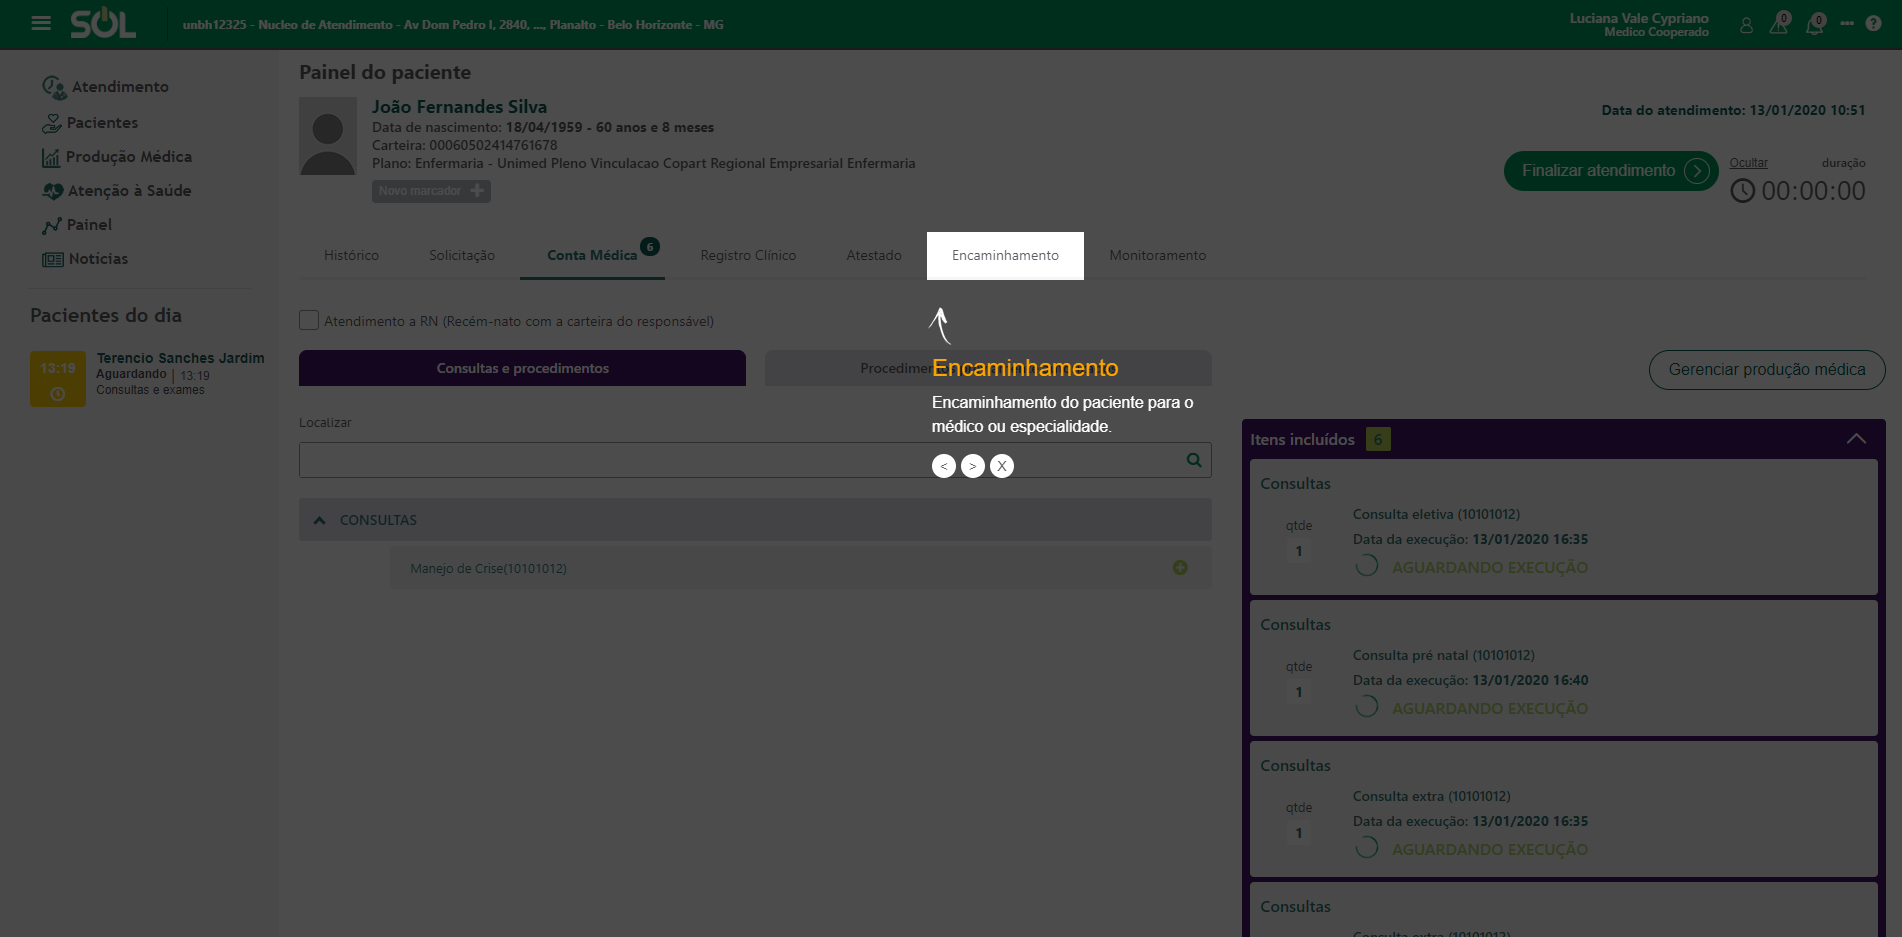 SOL
unbh12325 - Nucleo de Atendimento - Av Dom Pedro I, 2840, ..., Planalto - Belo Horizonte - MG
Luciana Vale Cypriano
Medico Cooperado
0
0
?
Atendimento
Pacientes
Produção Médica
Atenção à Saúde
Painel
Notícias
Pacientes do dia
13:19
Terencio Sanches Jardim
Aguardando | 13:19
Consultas e exames
Painel do paciente
João Fernandes Silva
Data de nascimento: 18/04/1959 - 60 anos e 8 meses
Carteira: 00060502414761678
Plano: Enfermaria - Unimed Pleno Vinculacao Copart Regional Empresarial Enfermaria
Novo marcador
Data do atendimento: 13/01/2020 10:51
Finalizar atendimento
Ocultar
duração
00:00:00
Histórico
Solicitação
Conta Médica
6
Registro Clínico
Atestado
Encaminhamento
Monitoramento
Atendimento a RN (Recém-nato com a carteira do responsável)
Consultas e procedimentos
Encaminhamento
Encaminhamento do paciente para o
médico ou especialidade.
< > X
Gerenciar produção médica
Localizar
CONSULTAS
Manejo de Crise(10101012)
Itens incluídos 6
Consultas
qtde
1
Consulta eletiva (10101012)
Data da execução: 13/01/2020 16:35
AGUARDANDO EXECUÇÃO
Consultas
qtde
1
Consulta pré natal (10101012)
Data da execução: 13/01/2020 16:40
AGUARDANDO EXECUÇÃO
Consultas
qtde
1
Consulta extra (10101012)
Data da execução: 13/01/2020 16:35
AGUARDANDO EXECUÇÃO
Consultas
Consulta extra (10101012)